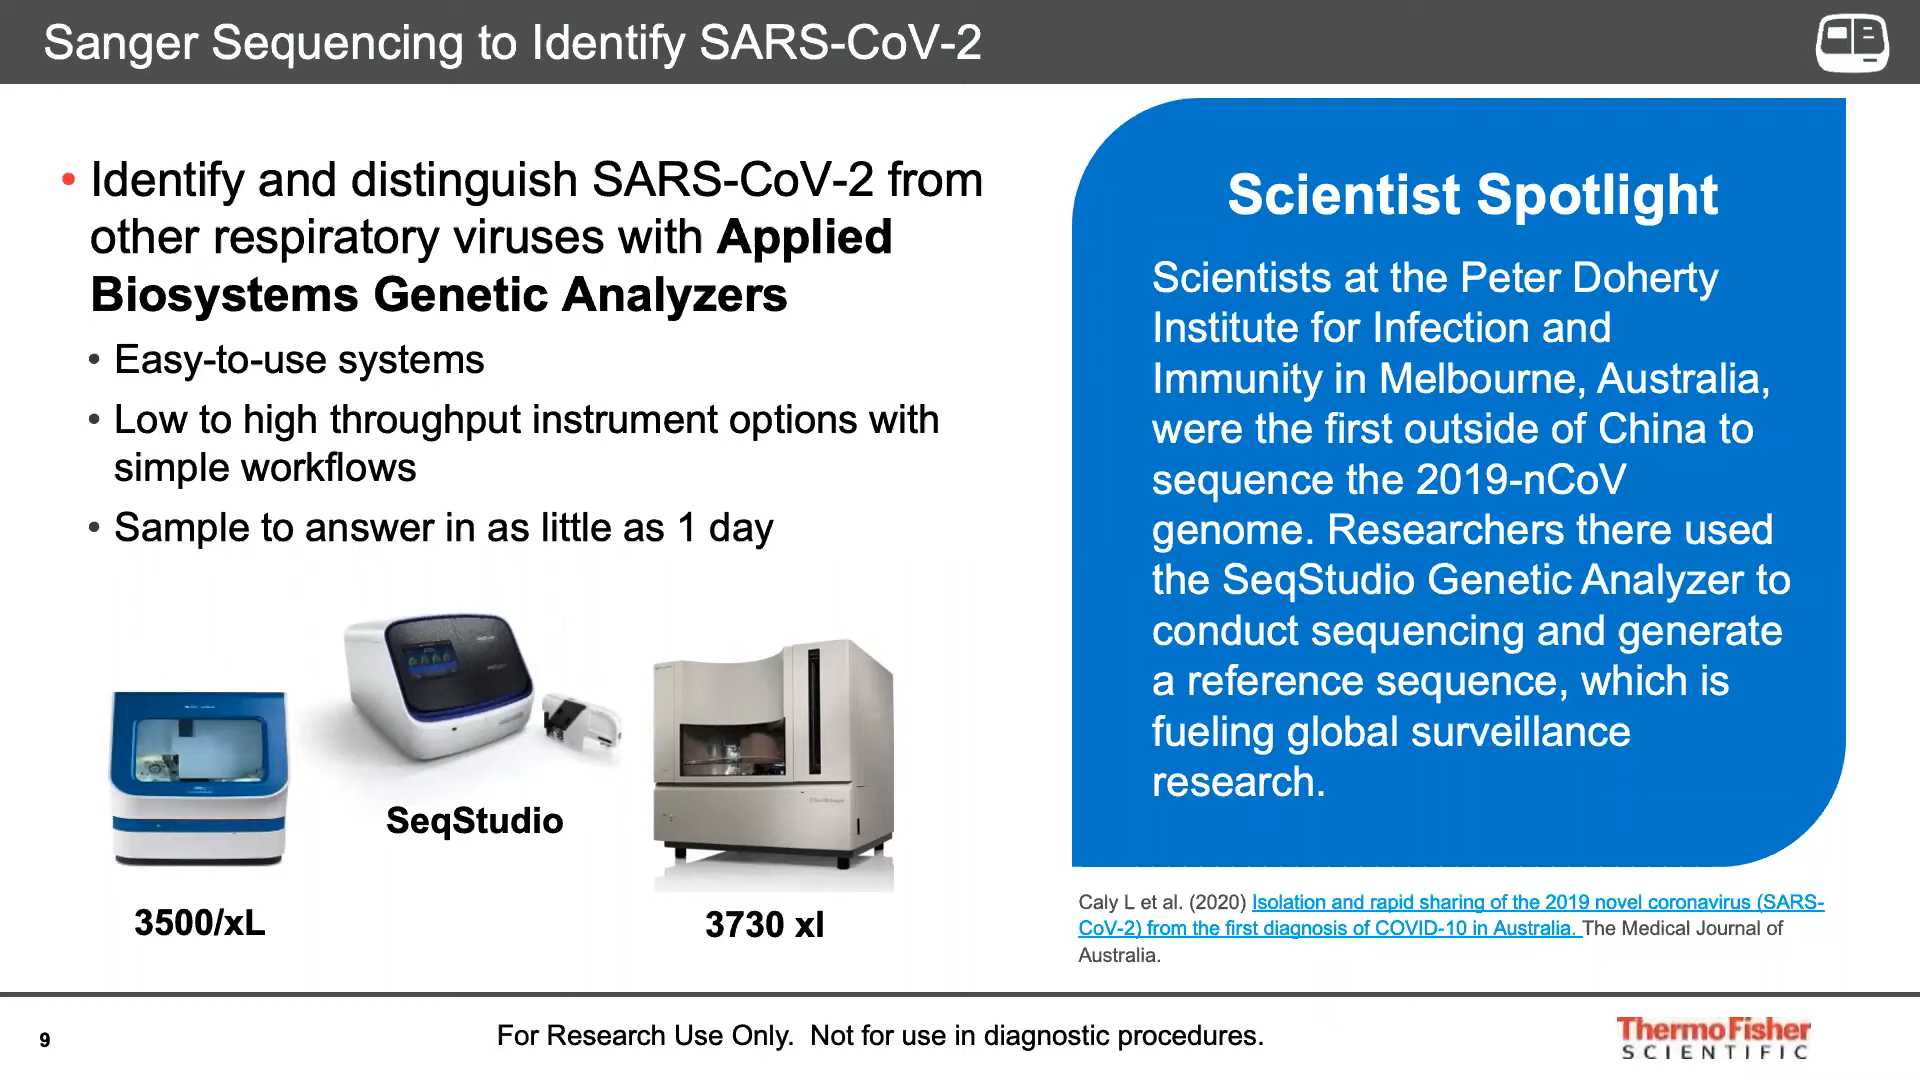 Sanger Sequencing to Identify SARS-CoV-2
• Identify and distinguish SARS-CoV-2 from
other respiratory viruses with Applied
Biosystems Genetic Analyzers
• Easy-to-use systems
• Low to high throughput instrument options with
simple workflows
• Sample to answer in as little as 1 day
SeqStudio
3500/xL
3730 xl
Scientist Spotlight
Scientists at the Peter Doherty
Institute for Infection and
Immunity in Melbourne, Australia,
were the first outside of China to
sequence the 2019-nCoV
genome. Researchers there used
the SeqStudio Genetic Analyzer to
conduct sequencing and generate
a reference sequence, which is
fueling global surveillance
research.
Caly L et al. (2020) Isolation and rapid sharing of the 2019 novel coronavirus (SARS-
CoV-2) from the first diagnosis of COVID-10 in Australia. The Medical Journal of
Australia.
9
For Research Use Only.  Not for use in diagnostic procedures.
ThermoFisher
SCIENTIFIC